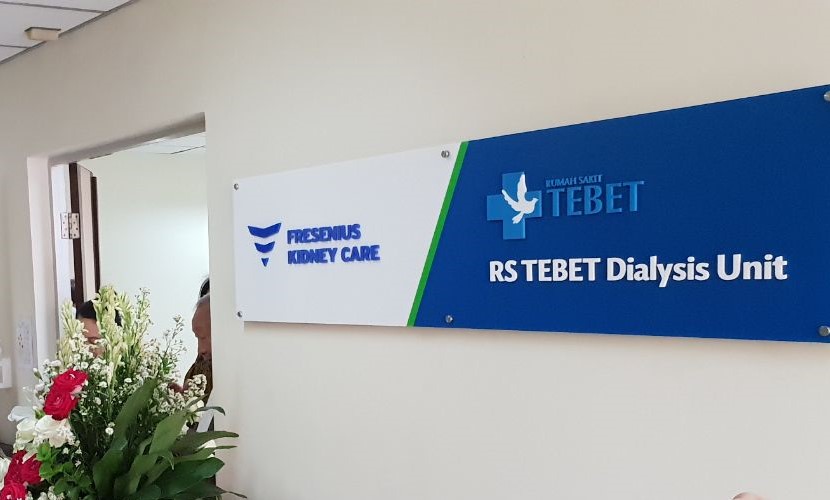 FRESENIUS
KIDNEY CARE
RUMAH SAKIT
TEBET
RS TEBET Dialysis Unit